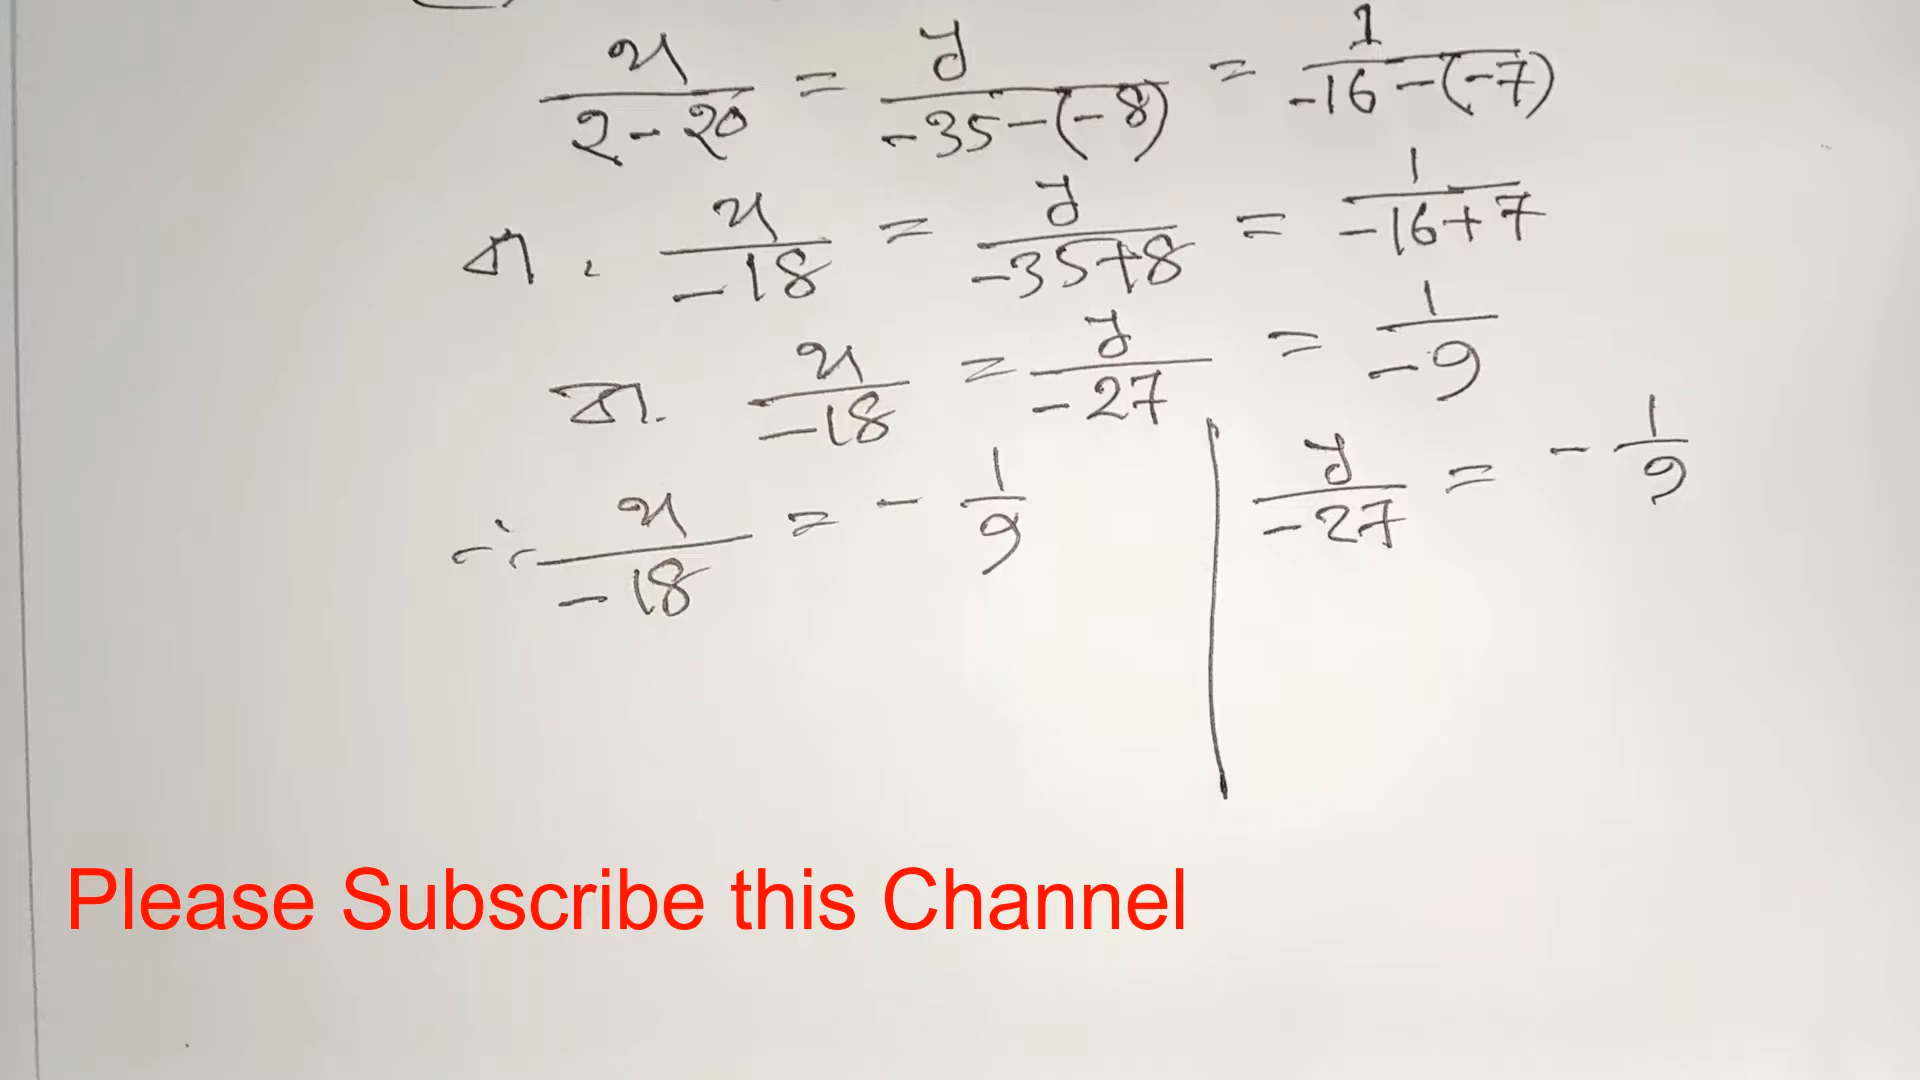 x/(2-20) = y/(-35-(-8)) = 1/(-16-(-7))
বা, x/-18 = y/(-35+8) = 1/(-16+7)
বা, x/-18 = y/-27 = 1/-9
∴ x/-18 = -1/9 | y/-27 = -1/9
Please Subscribe this Channel